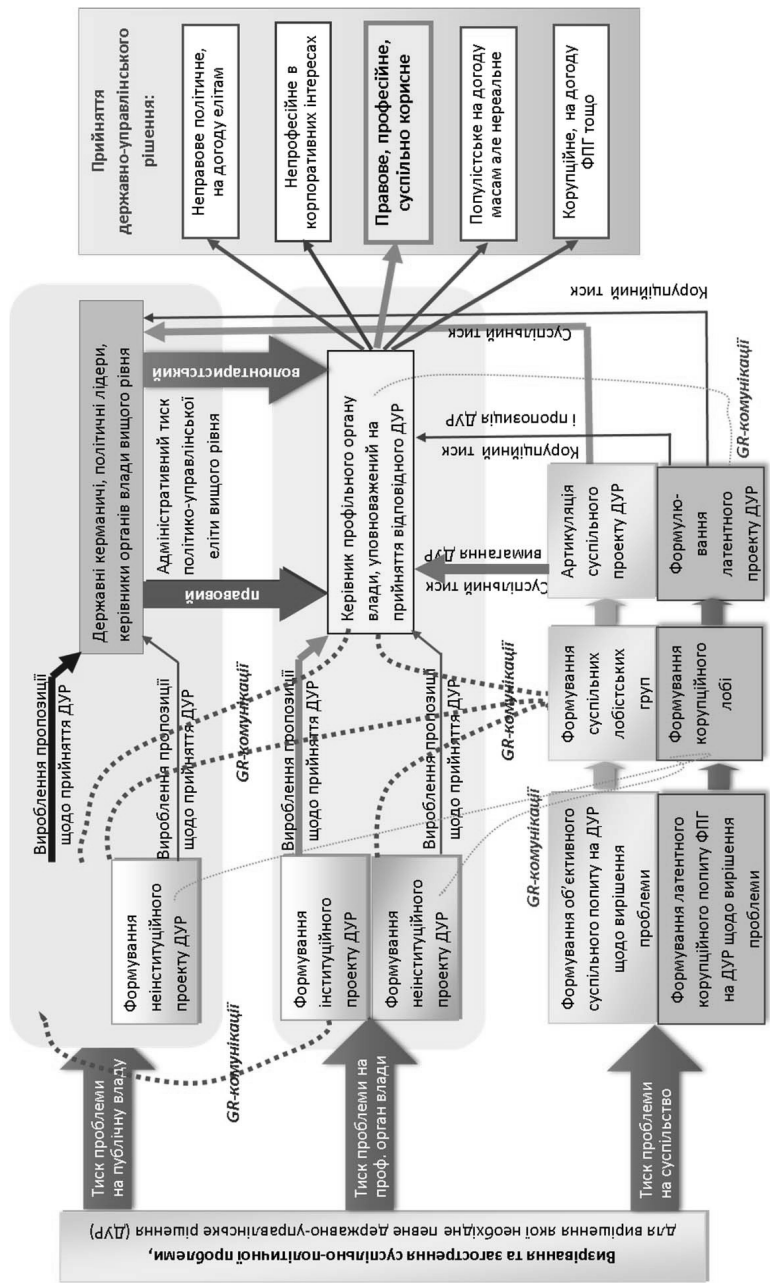 Визрівання та загострення суспільно-політичної проблеми,
для вирішення якої необхідне певне державно-управлінське рішення (ДУР)
Тиск проблеми
на публічну владу
Тиск проблеми на
проф. орган влади
Тиск проблеми
на суспільство
GR-комунікації
Формування
неінституційного
проекту ДУР
Формування
інституційного
проекту ДУР
Формування
неінституційного
проекту ДУР
GR-комунікації
Формування об’єктивного
суспільного попиту на ДУР
щодо вирішення
проблеми
Формування латентного
корупційного попиту ФПГ
на ДУР щодо вирішення
проблеми
Вироблення пропозиції
щодо прийняття ДУР
Вироблення пропозиції
щодо прийняття ДУР
GR-комунікації
Вироблення пропозиції
щодо прийняття ДУР
Вироблення пропозиції
щодо прийняття ДУР
GR-комунікації
Формування
суспільних
лобістських
груп
Формування
корупційного
лобі
Державні керманичі, політичні лідери,
керівники органів влади вищого рівня
правовий
Адміністративний тиск
політико-управлінської
еліти вищого рівня
волюнтаристський
Керівник профільного органу
влади, уповноважений на
прийняття відповідного ДУР
Суспільний тиск
вимагання ДУР
Корупційний тиск
і пропозиція ДУР
Артикуляція
суспільного
проекту ДУР
Формулю-
вання
латентного
проекту ДУР
GR-комунікації
Суспільний тиск
Корупційний
тиск
Прийняття
державно-управлінського
рішення:
Неправове політичне,
на догоду елітам
Непрофесійне в
корпоративних інтересах
Правове, професійне,
суспільно корисне
Популістське на догоду
масам але нереальне
Корупційне, на догоду
ФПГ тощо